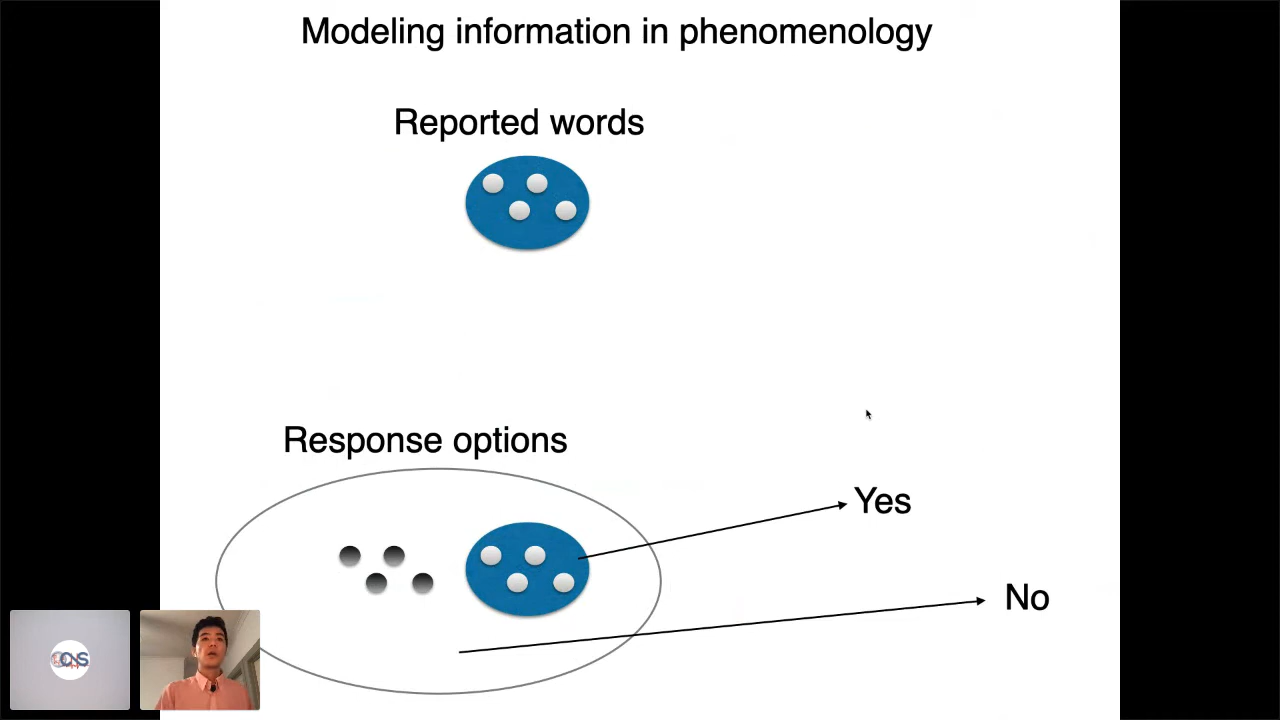 Modeling information in phenomenology
Reported words
Response options
Yes
No